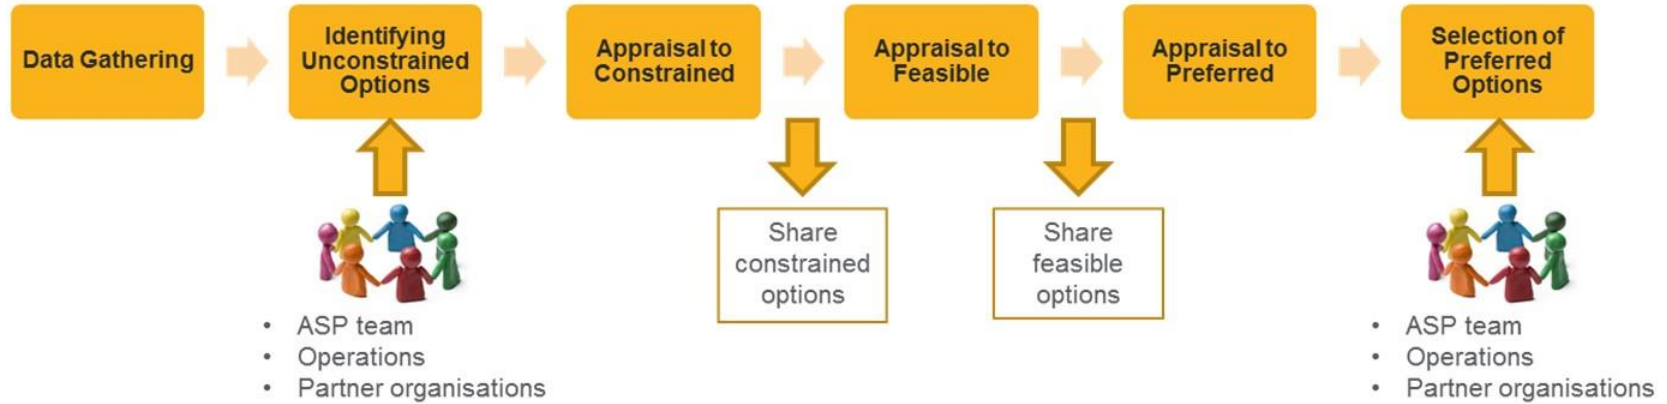 Data Gathering
Identifying
Unconstrained
Options
Appraisal to
Constrained
Appraisal to
Feasible
Appraisal to
Preferred
Selection of
Preferred
Options
Share
constrained
options
Share
feasible
options
• ASP team
• Operations
• Partner organisations
• ASP team
• Operations
• Partner organisations